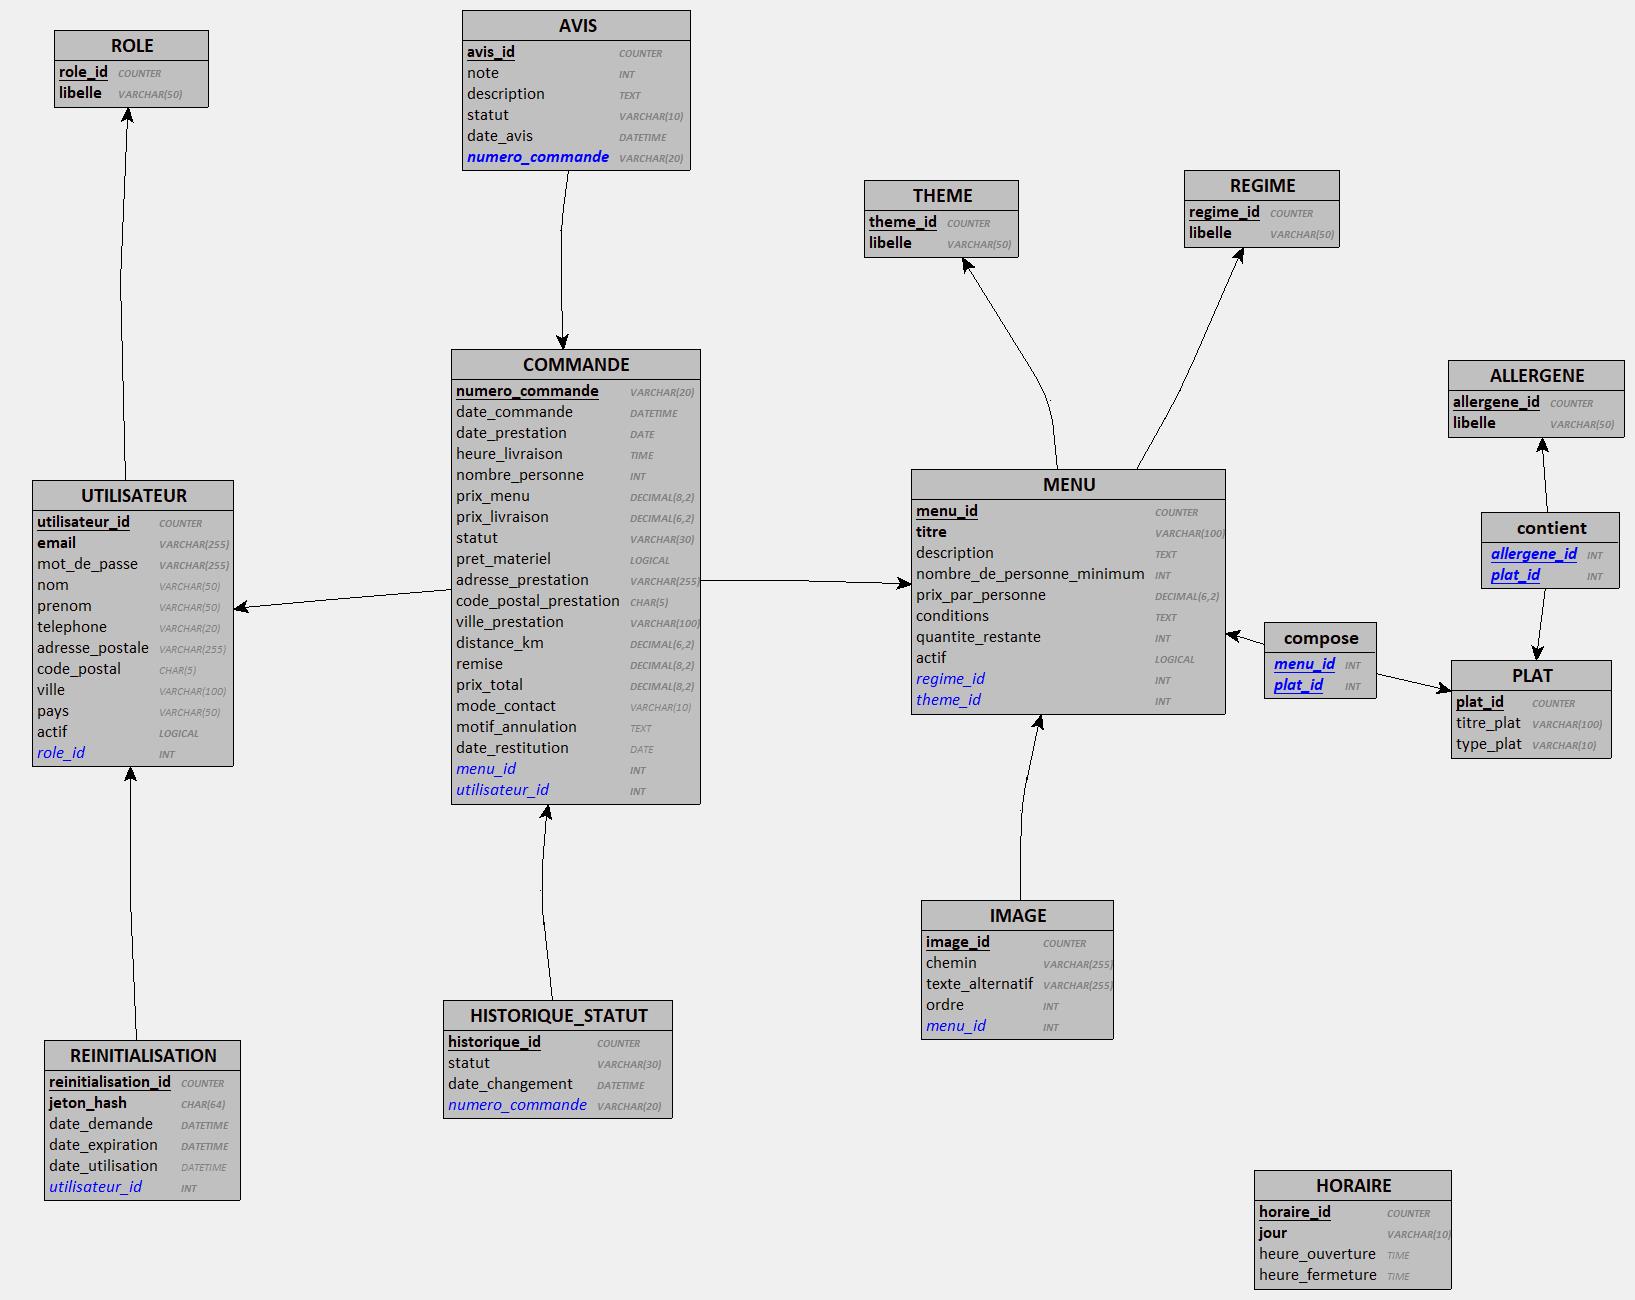 ROLE
role_id COUNTER
libelle VARCHAR(50)
AVIS
avis_id COUNTER
note INT
description TEXT
statut VARCHAR(10)
date_avis DATETIME
numero_commande VARCHAR(20)
THEME
theme_id COUNTER
libelle VARCHAR(50)
REGIME
regime_id COUNTER
libelle VARCHAR(50)
COMMANDE
numero_commande VARCHAR(20)
date_commande DATETIME
date_prestation DATE
heure_livraison TIME
nombre_personne INT
prix_menu DECIMAL(8,2)
prix_livraison DECIMAL(6,2)
statut VARCHAR(30)
pret_materiel LOGICAL
adresse_prestation VARCHAR(255)
code_postal_prestation CHAR(5)
ville_prestation VARCHAR(100)
distance_km DECIMAL(6,2)
remise DECIMAL(8,2)
prix_total DECIMAL(8,2)
mode_contact VARCHAR(10)
motif_annulation TEXT
date_restitution DATE
menu_id INT
utilisateur_id INT
ALLERGENE
allergene_id COUNTER
libelle VARCHAR(50)
UTILISATEUR
utilisateur_id COUNTER
email VARCHAR(255)
mot_de_passe VARCHAR(255)
nom VARCHAR(50)
prenom VARCHAR(50)
telephone VARCHAR(20)
adresse_postale VARCHAR(255)
code_postal CHAR(5)
ville VARCHAR(100)
pays VARCHAR(50)
actif LOGICAL
role_id INT
MENU
menu_id COUNTER
titre VARCHAR(100)
description TEXT
nombre_de_personne_minimum INT
prix_par_personne DECIMAL(6,2)
conditions TEXT
quantite_restante INT
actif LOGICAL
regime_id INT
theme_id INT
contient
allergene_id INT
plat_id INT
compose
menu_id INT
plat_id INT
PLAT
plat_id COUNTER
titre_plat VARCHAR(100)
type_plat VARCHAR(10)
IMAGE
image_id COUNTER
chemin VARCHAR(255)
texte_alternatif VARCHAR(255)
ordre INT
menu_id INT
HISTORIQUE_STATUT
historique_id COUNTER
statut VARCHAR(30)
date_changement DATETIME
numero_commande VARCHAR(20)
REINITIALISATION
reinitialisation_id COUNTER
jeton_hash CHAR(64)
date_demande DATETIME
date_expiration DATETIME
date_utilisation DATETIME
utilisateur_id INT
HORAIRE
horaire_id COUNTER
jour VARCHAR(10)
heure_ouverture TIME
heure_fermeture TIME